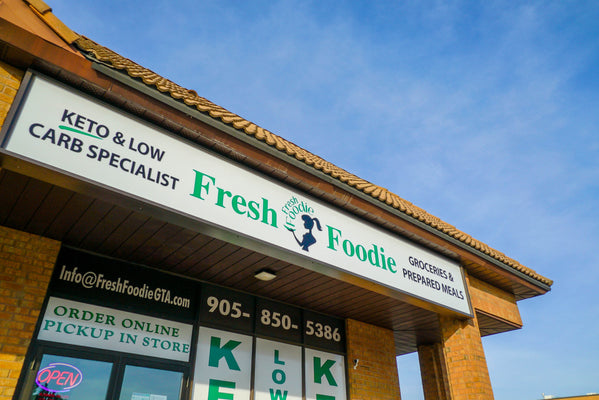 KETO & LOW
CARB SPECIALIST
Fresh
Fresh
Foodie
Foodie
GROCERIES &
PREPARED MEALS
Info@FreshFoodieGTA.com
905- 850- 5386
ORDER ONLINE
PICKUP IN STORE
OPEN
K
E
L
O
W
K
E